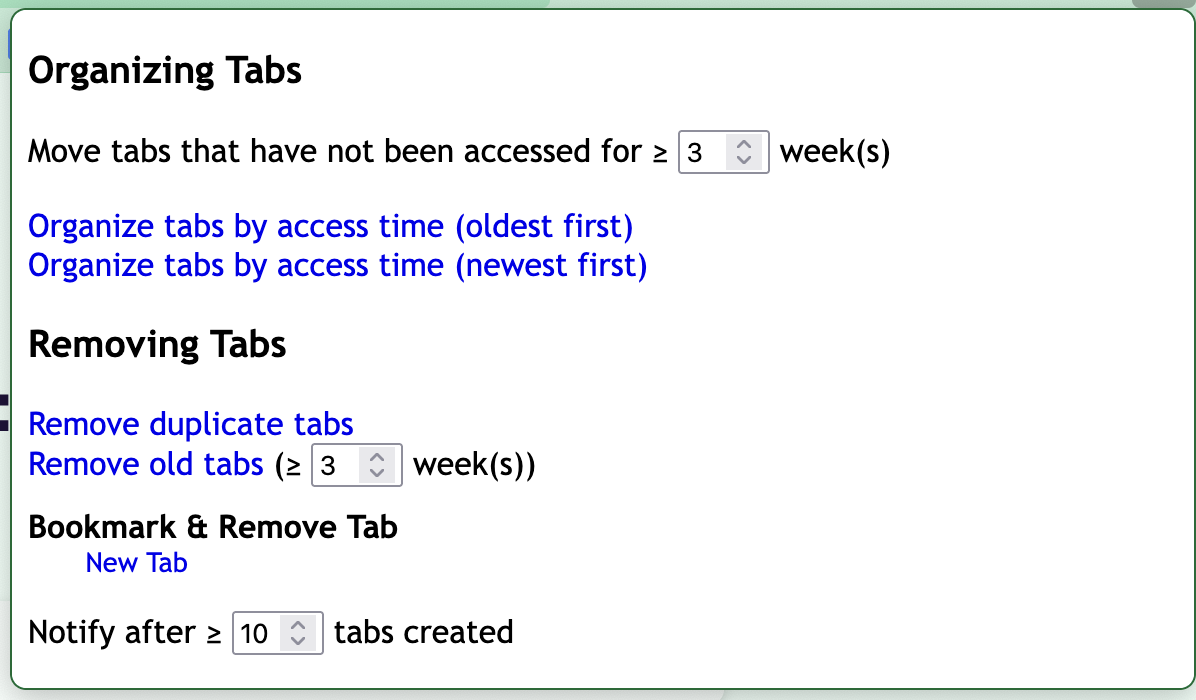 Organizing Tabs
Move tabs that have not been accessed for ≥ 3 week(s)
Organize tabs by access time (oldest first)
Organize tabs by access time (newest first)
Removing Tabs
Remove duplicate tabs
Remove old tabs (≥ 3 week(s))
Bookmark & Remove Tab
New Tab
Notify after ≥ 10 tabs created